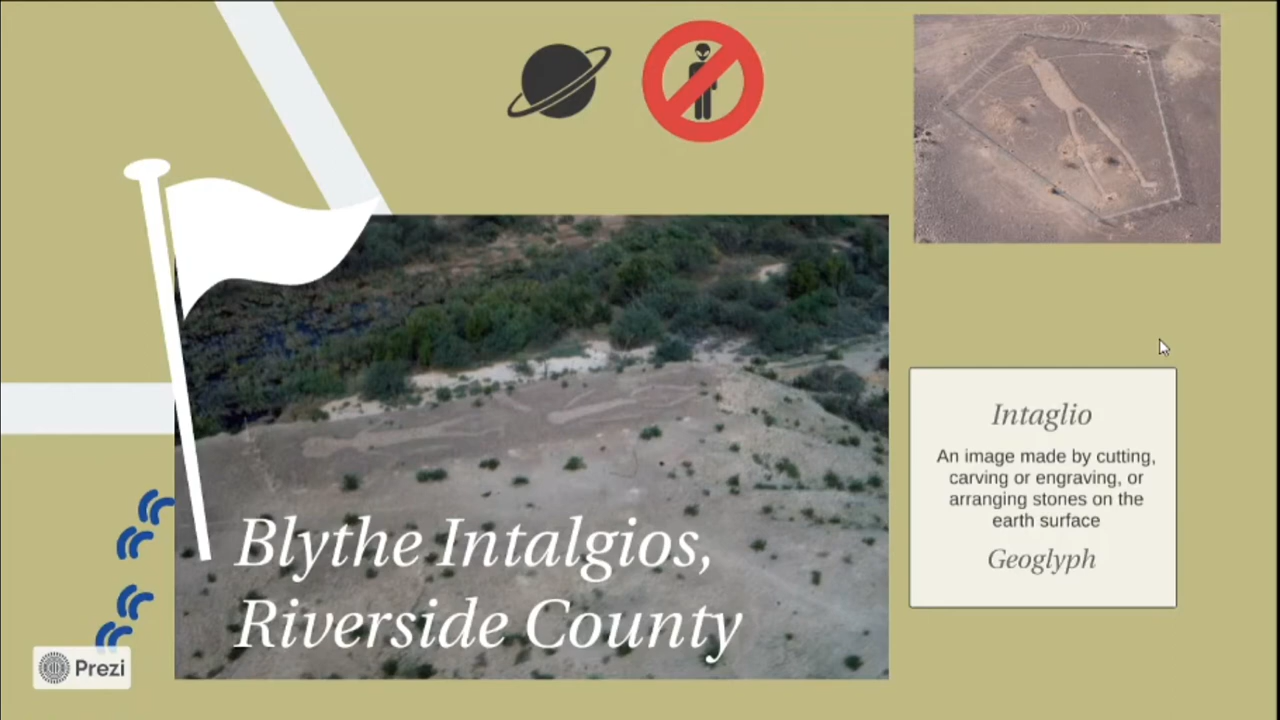 Blythe Intalgios,
Riverside County
Intaglio
An image made by cutting,
carving or engraving, or
arranging stones on the
earth surface
Geoglyph
Prezi